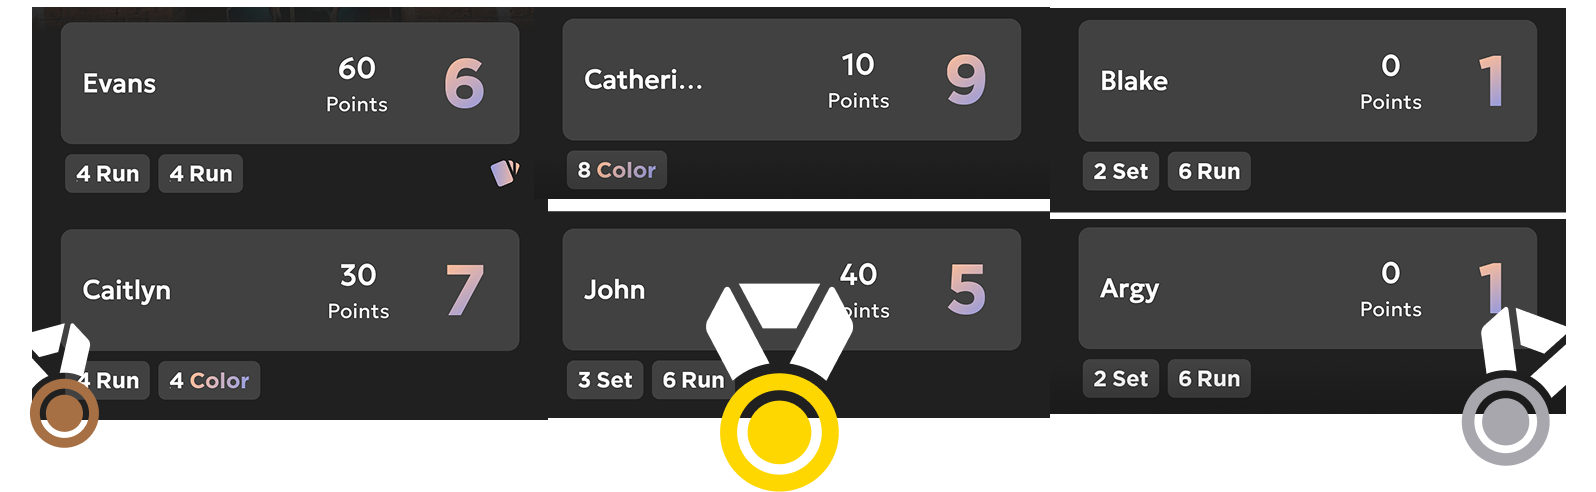 Evans
60
Points
6
4 Run
4 Run
Catheri...
10
Points
9
8 Color
Blake
0
Points
1
2 Set
6 Run
Caitlyn
30
Points
7
4 Run
4 Color
John
40
Points
5
3 Set
6 Run
Argy
0
Points
1
2 Set
6 Run